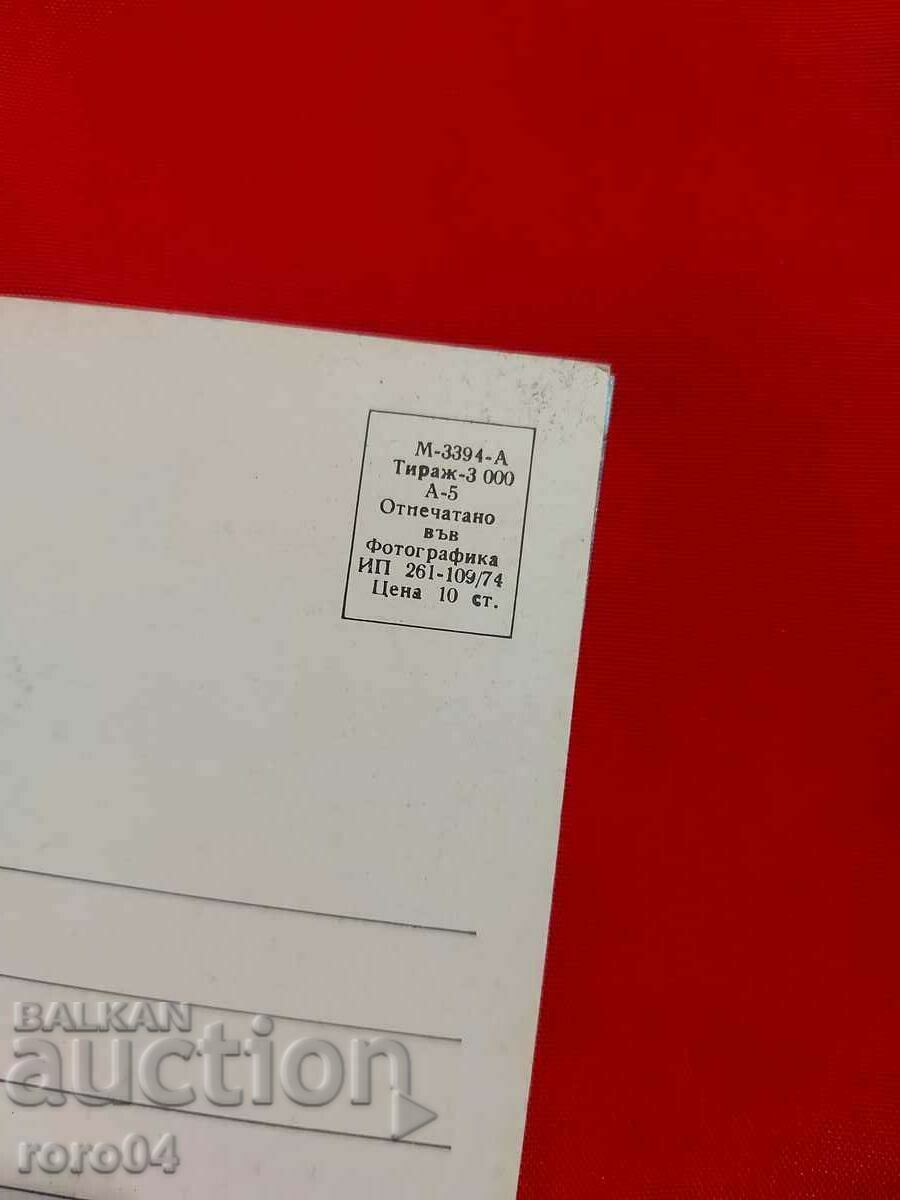 М-3394-А
Тираж-3 000
А-5
Отпечатано
във
Фотографика
ИП 261-109/74
Цена 10 ст.
BALKAN
auction
roro04